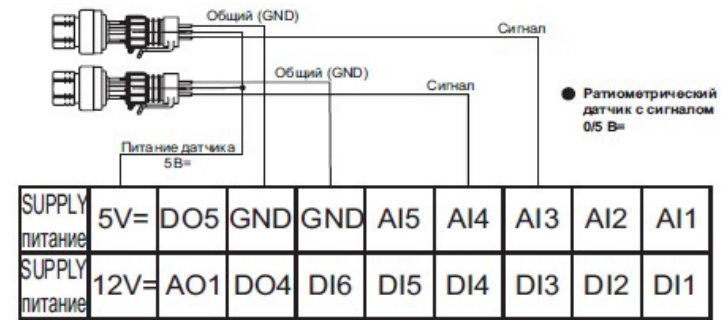 Общий (GND)
Сигнал
Общий (GND)
Сигнал
Ратиометрический
датчик с сигналом
0/5 В=
Питание датчика
5В=
SUPPLY питание 5V= DO5 GND GND AI5 AI4 AI3 AI2 AI1
SUPPLY питание 12V= AO1 DO4 DI6 DI5 DI4 DI3 DI2 DI1